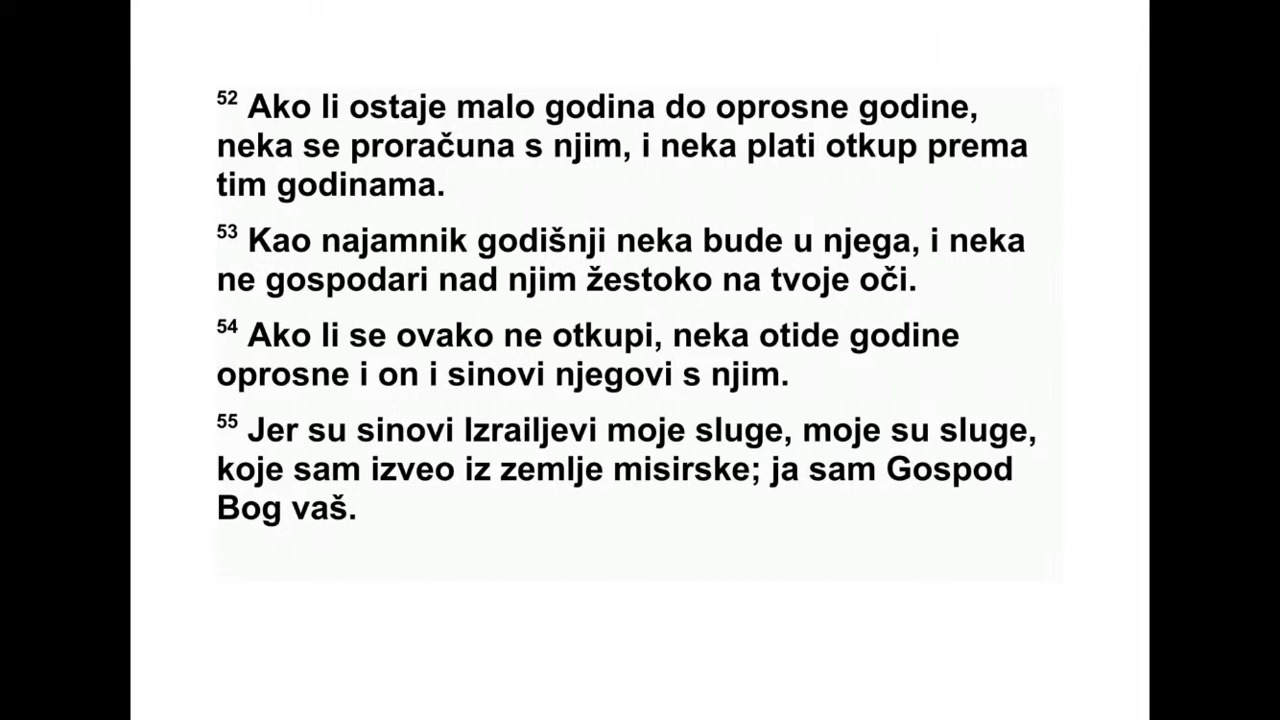 52 Ako li ostaje malo godina do oprosne godine,
neka se proračuna s njim, i neka plati otkup prema
tim godinama.
53 Kao najamnik godišnji neka bude u njega, i neka
ne gospodari nad njim žestoko na tvoje oči.
54 Ako li se ovako ne otkupi, neka otide godine
oprosne i on i sinovi njegovi s njim.
55 Jer su sinovi Izrailjevi moje sluge, moje su sluge,
koje sam izveo iz zemlje misirske; ja sam Gospod
Bog vaš.